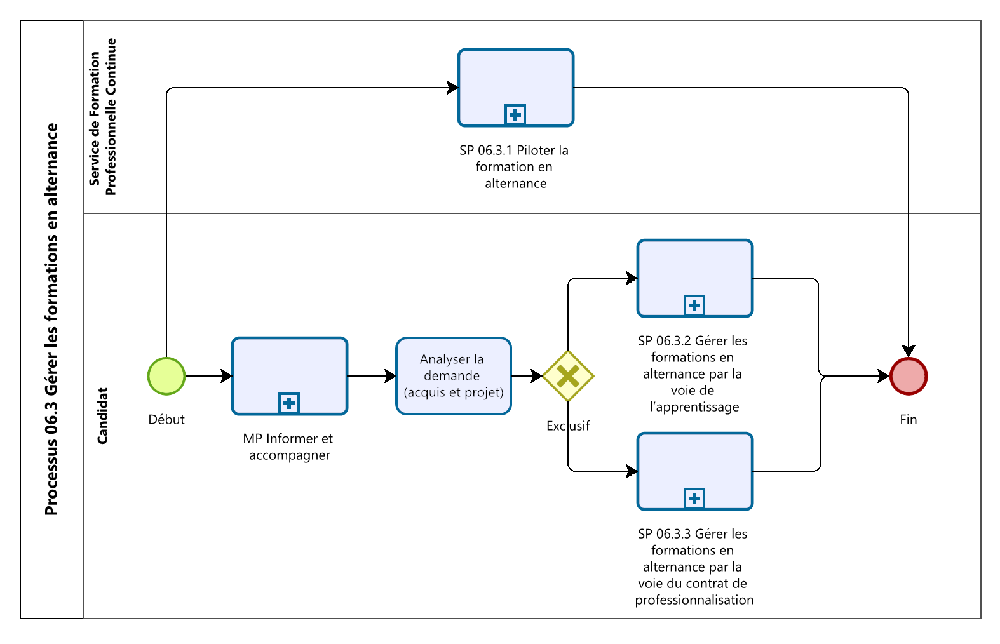 Processus 06.3 Gérer les formations en alternance
Service de Formation
Professionnelle Continue
SP 06.3.1 Piloter la
formation en
alternance
Candidat
Début
MP Informer et
accompagner
Analyser la
demande
(acquis et projet)
Exclusif
SP 06.3.2 Gérer les
formations en
alternance par la
voie de
l’apprentissage
SP 06.3.3 Gérer les
formations en
alternance par la
voie du contrat de
professionnalisation
Fin